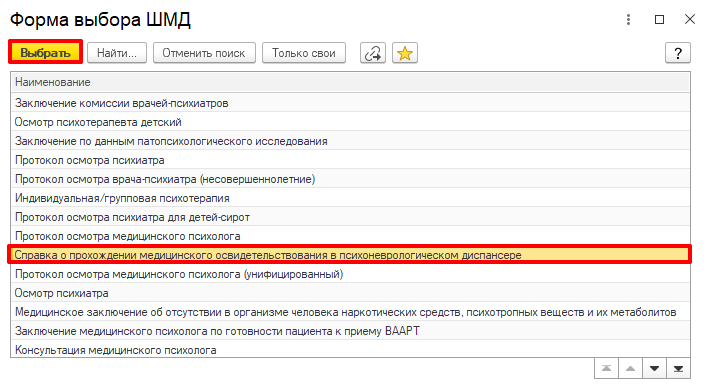 Форма выбора ШМД
Выбрать Найти... Отменить поиск Только свои ?
Наименование
Заключение комиссии врачей-психиатров
Осмотр психотерапевта детский
Заключение по данным патопсихологического исследования
Протокол осмотра психиатра
Протокол осмотра врача-психиатра (несовершеннолетние)
Индивидуальная/групповая психотерапия
Протокол осмотра психиатра для детей-сирот
Протокол осмотра медицинского психолога
Справка о прохождении медицинского освидетельствования в психоневрологическом диспансере
Протокол осмотра медицинского психолога (унифицированный)
Осмотр психиатра
Медицинское заключение об отсутствии в организме человека наркотических средств, психотропных веществ и их метаболитов
Заключение медицинского психолога по готовности пациента к приему ВААРТ
Консультация медицинского психолога